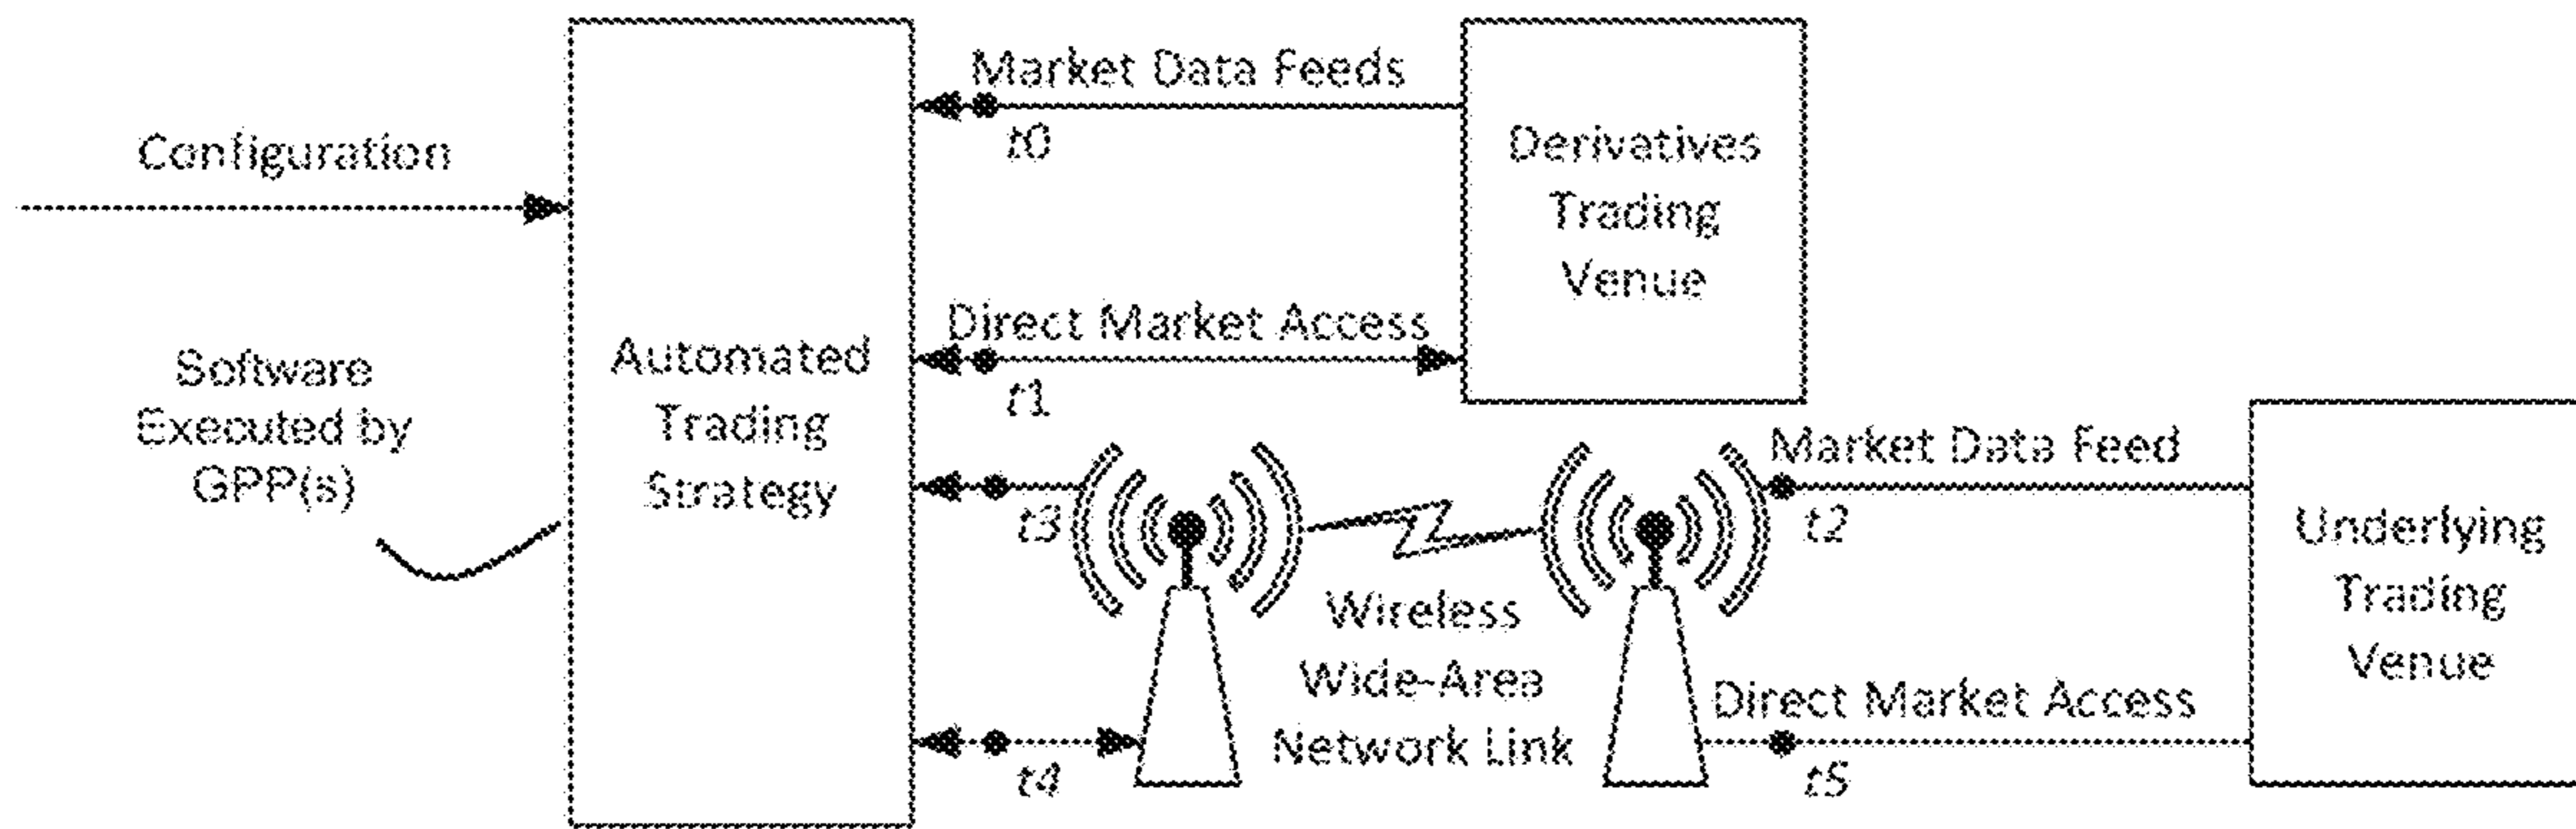 Configuration
Software
Executed by
GPP(s)
Automated
Trading
Strategy
Market Data Feeds
t0
Direct Market Access
t1
Derivatives
Trading
Venue
t3
t4
Wireless
Wide-Area
Network Link
Market Data Feed
t2
Direct Market Access
t5
Underlying
Trading
Venue